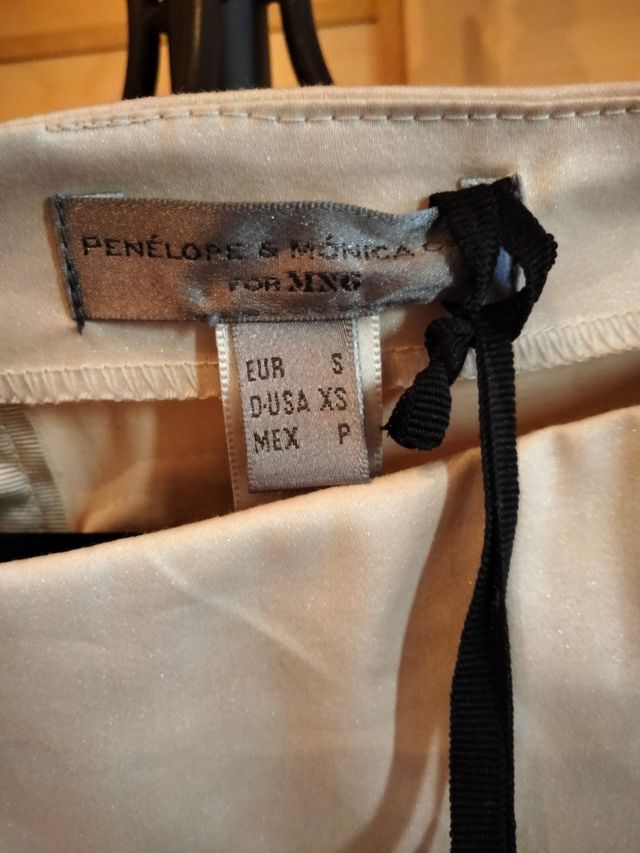 PENÉLOPE & MÓNICA
FOR MNG
EUR S
D·USA XS
MEX P